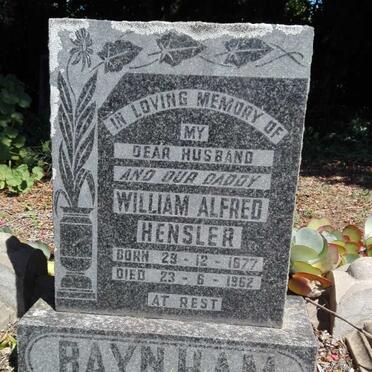 IN LOVING MEMORY OF
MY
DEAR HUSBAND
AND OUR DADDY
WILLIAM ALFRED
HENSLER
BORN 29-12-1877
DIED 23-6-1962
AT REST
BAYNHAM